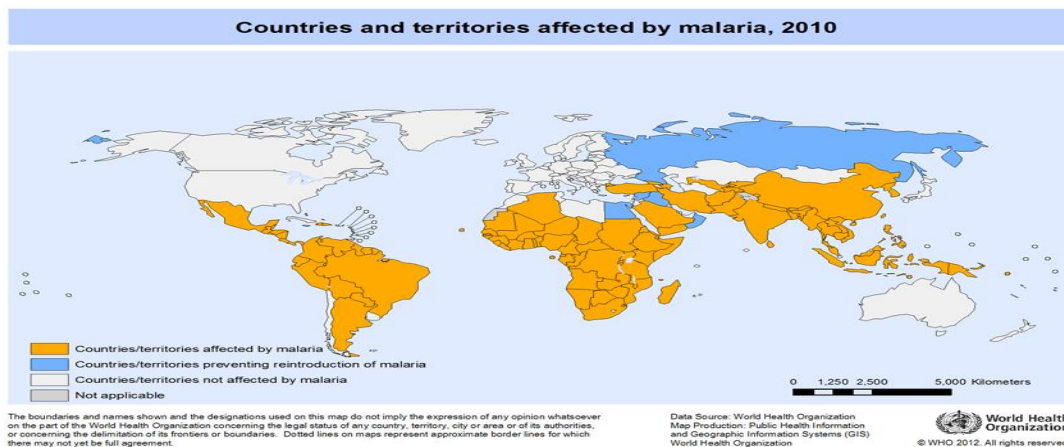 Countries and territories affected by malaria, 2010
Countries/territories affected by malaria
Countries/territories preventing reintroduction of malaria
Countries/territories not affected by malaria
Not applicable
0 1,250 2,500 5,000 Kilometers
The boundaries and names shown and the designations used on this map do not imply the expression of any opinion whatsoever
on the part of the World Health Organization concerning the legal status of any country, territory, city or area or of its authorities,
or concerning the delimitation of its frontiers or boundaries. Dotted lines on maps represent approximate border lines for which
there may not yet be full agreement.
Data Source: World Health Organization
Map Production: Public Health Information
and Geographic Information Systems (GIS)
World Health Organization
World Health
Organization
© WHO 2012. All rights reserved